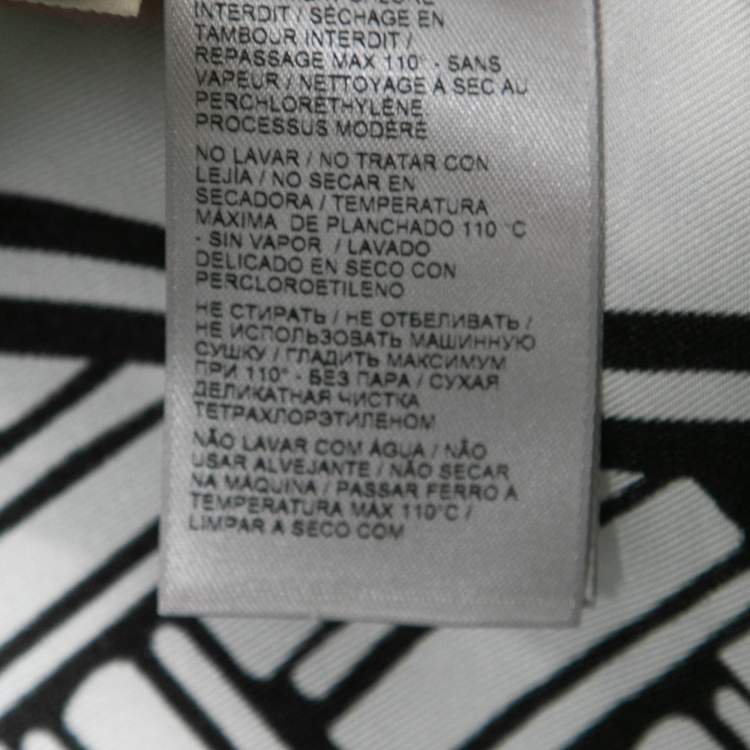 INTERDIT / SÉCHAGE EN
TAMBOUR INTERDIT /
REPASSAGE MAX 110° - SANS
VAPEUR / NETTOYAGE À SEC AU
PERCHLORÉTHYLÈNE
PROCESSUS MODÉRÉ
NO LAVAR / NO TRATAR CON
LEJÍA / NO SECAR EN
SECADORA / TEMPERATURA
MÁXIMA DE PLANCHADO 110 °C
- SIN VAPOR / LAVADO
DELICADO EN SECO CON
PERCLOROETILENO
НЕ СТИРАТЬ / НЕ ОТБЕЛИВАТЬ /
НЕ ИСПОЛЬЗОВАТЬ МАШИННУЮ
СУШКУ / ГЛАДИТЬ МАКСИМУМ
ПРИ 110° - БЕЗ ПАРА / СУХАЯ
ДЕЛИКАТНАЯ ЧИСТКА
ТЕТРАХЛОРЭТИЛЕНОМ
NÃO LAVAR COM ÁGUA / NÃO
USAR ALVEJANTE / NÃO SECAR
NA MÁQUINA / PASSAR FERRO A
TEMPERATURA MÁX 110°C /
LIMPAR A SECO COM